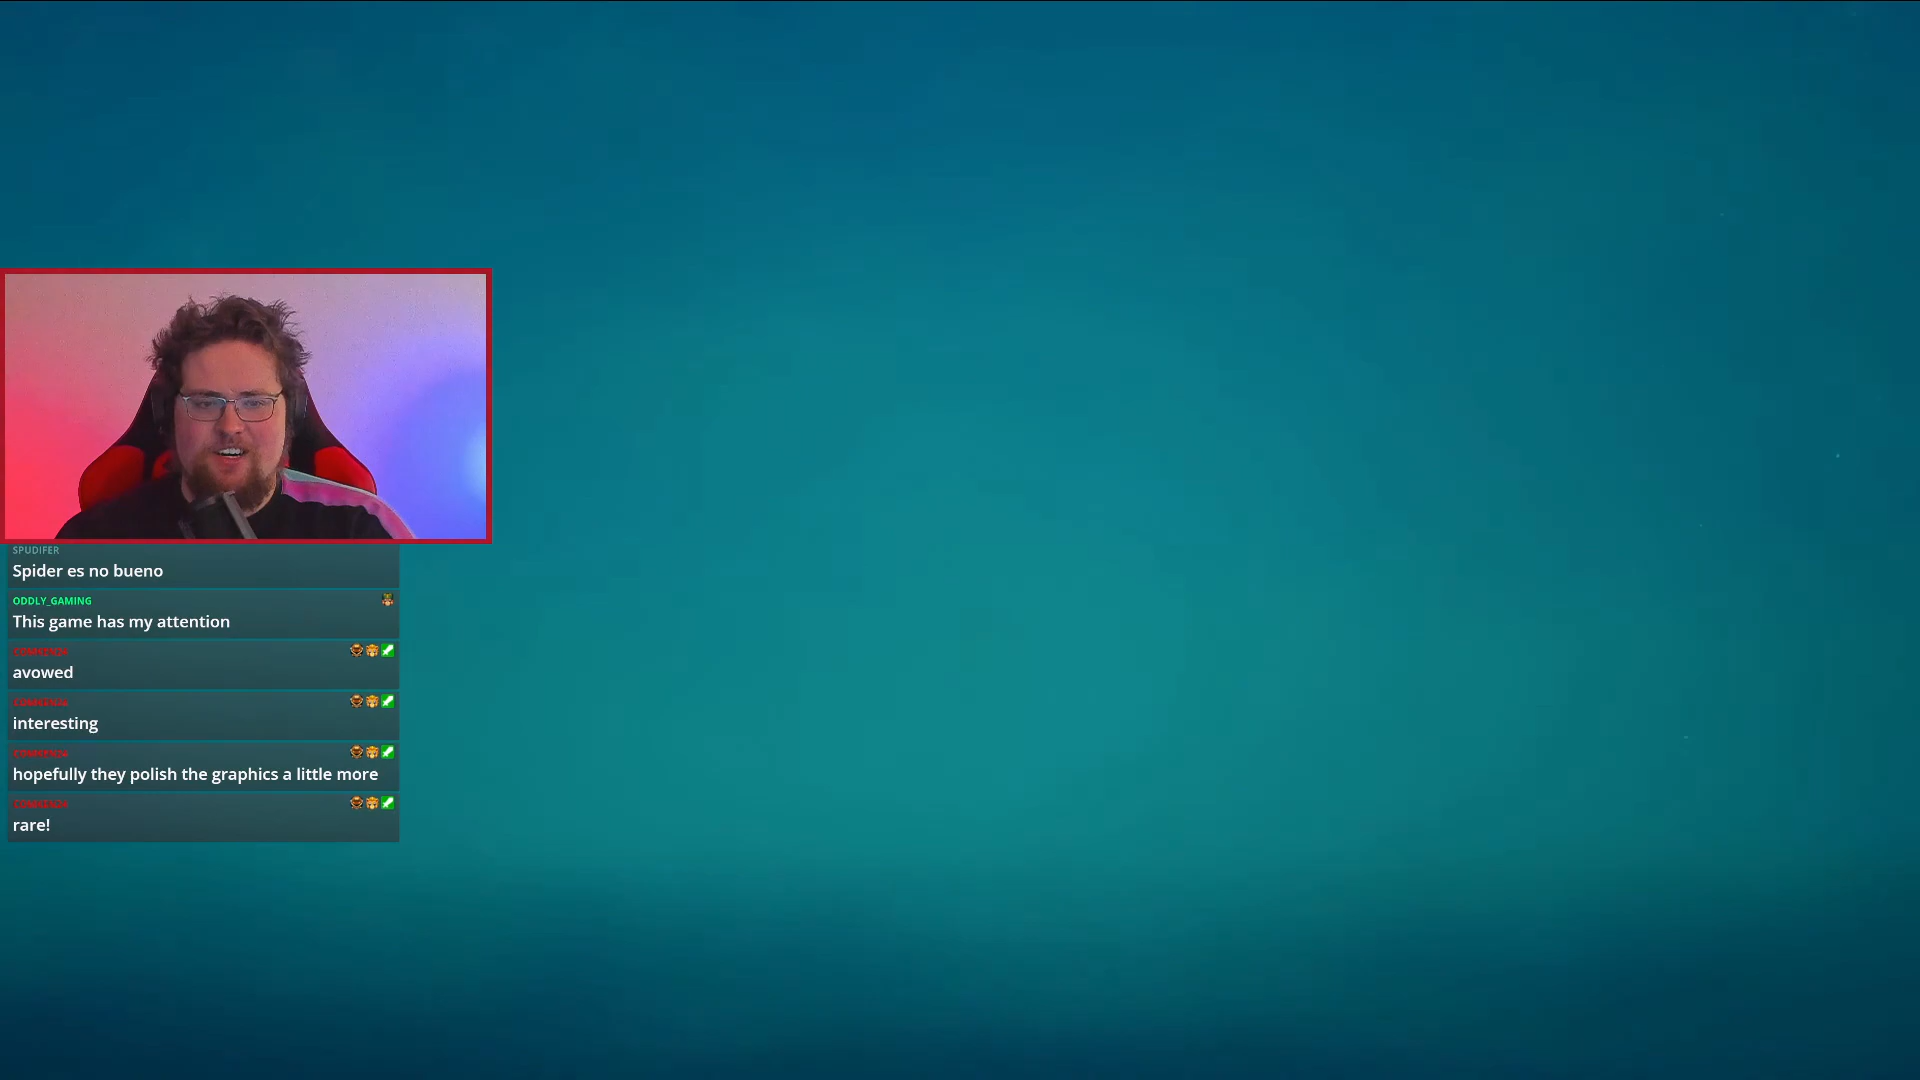 SPUDIFER
Spider es no bueno
ODDLY_GAMING
This game has my attention
avowed
interesting
hopefully they polish the graphics a little more
rare!